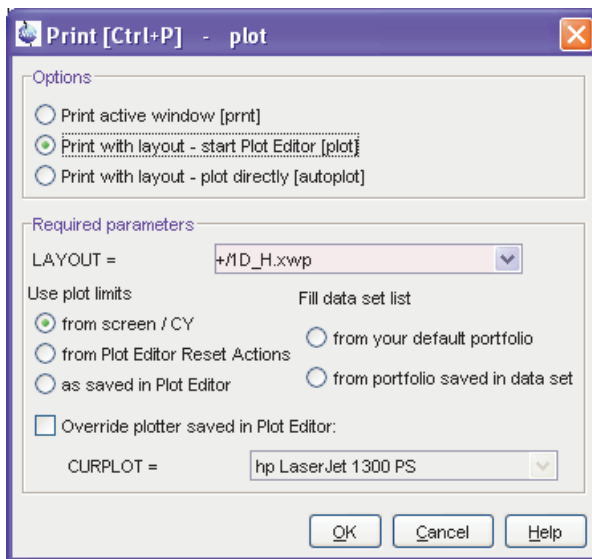 Print [Ctrl+P] - plot
Options
Print active window [prnt]
Print with layout - start Plot Editor [plot]
Print with layout - plot directly [autoplot]
Required parameters
LAYOUT = +/1D_H.xwp
Use plot limits
from screen / CY
from Plot Editor Reset Actions
as saved in Plot Editor
Fill data set list
from your default portfolio
from portfolio saved in data set
Override plotter saved in Plot Editor:
CURPLOT = hp LaserJet 1300 PS
OK Cancel Help